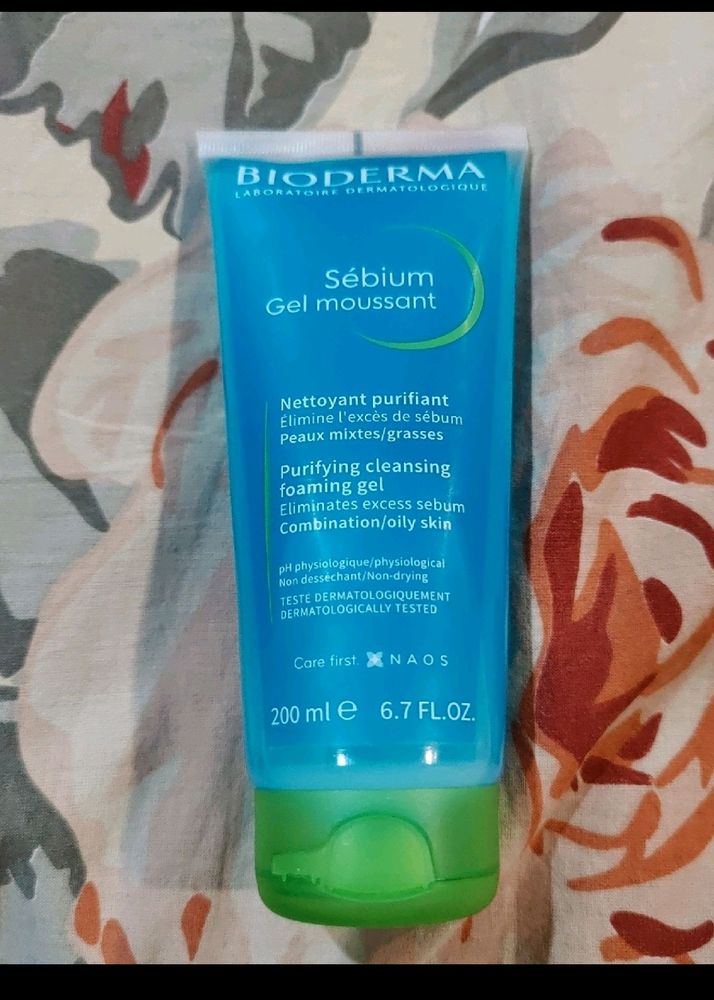 BIODERMA
LABORATOIRE DERMATOLOGIQUE
Sébium
Gel moussant
Nettoyant purifiant
Élimine l'excès de sébum
Peaux mixtes/grasses
Purifying cleansing
foaming gel
Eliminates excess sebum
Combination/oily skin
pH physiologique/physiological
Non desséchant/Non-drying
TESTE DERMATOLOGIQUEMENT
DERMATOLOGICALLY TESTED
Care first. NAOS
200 ml ℮ 6.7 FL.OZ.